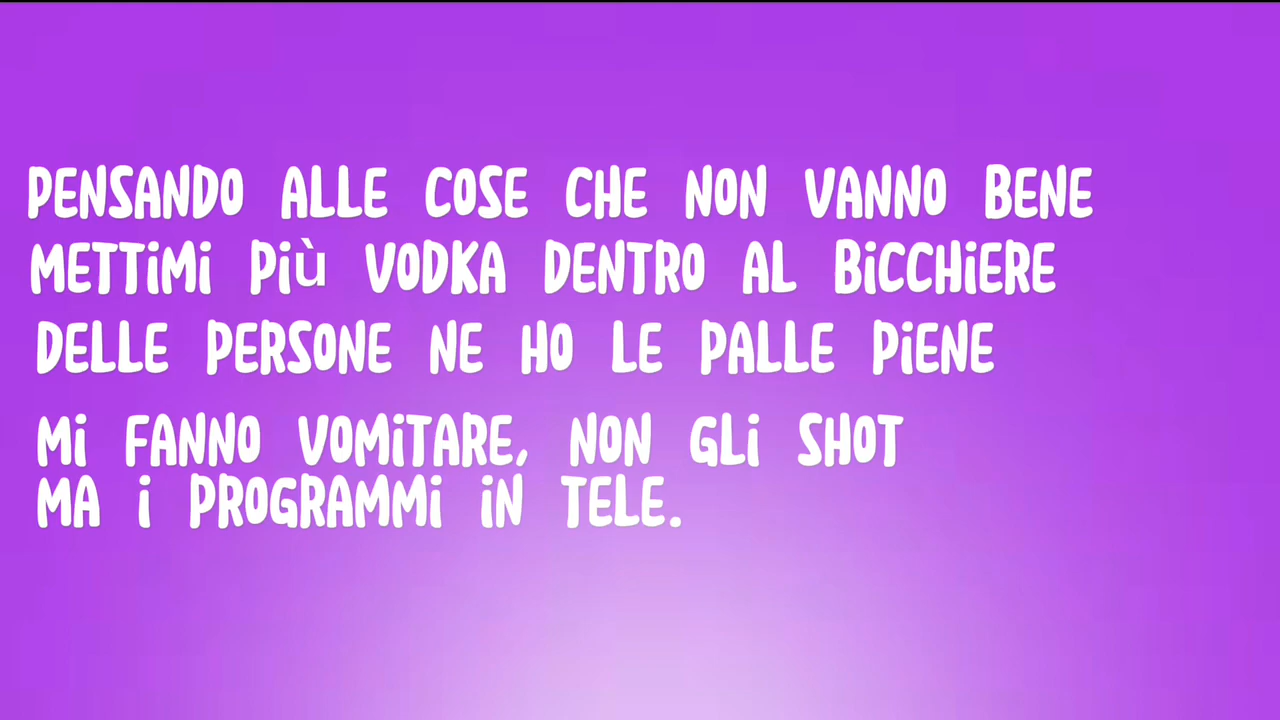 PENSANDO ALLE COSE CHE NON VANNO BENE
METTiMi Più VODKA DENTRO AL BiCCHiERE
DELLE PERSONE NE HO LE PALLE PiENE
Mi FANNO VOMiTARE, NON GLi SHOT
MA i PROGRAMMi iN TELE.